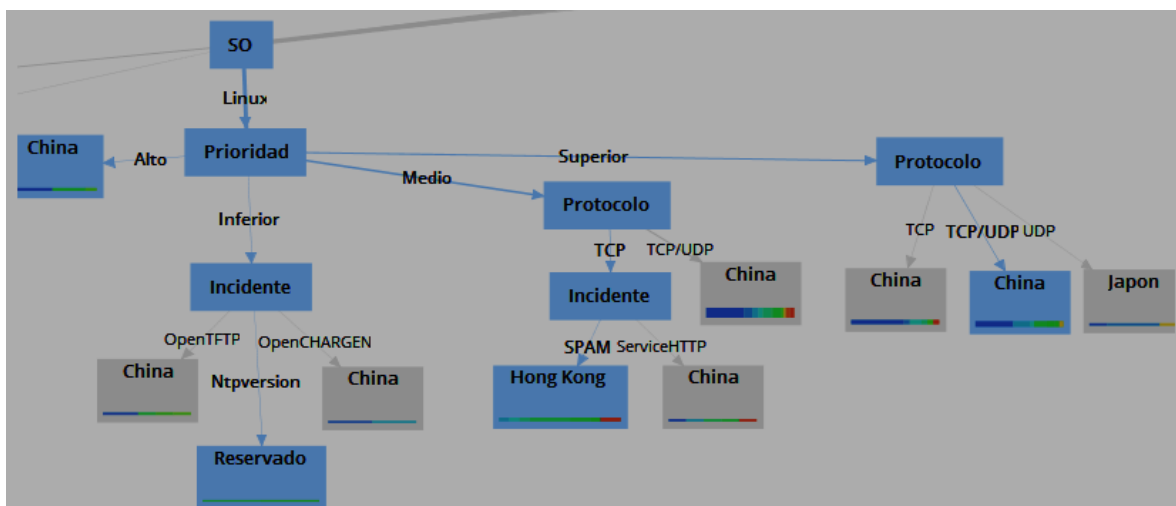 SO
Linux
China
Alto
Prioridad
Superior
Protocolo
Medio
Inferior
Protocolo
TCP
TCP/UDP
UDP
TCP
TCP/UDP
China
China
China
Japon
Incidente
Incidente
OpenTFTP
OpenCHARGEN
SPAM
ServiceHTTP
China
Ntpversion
China
Hong Kong
China
Reservado